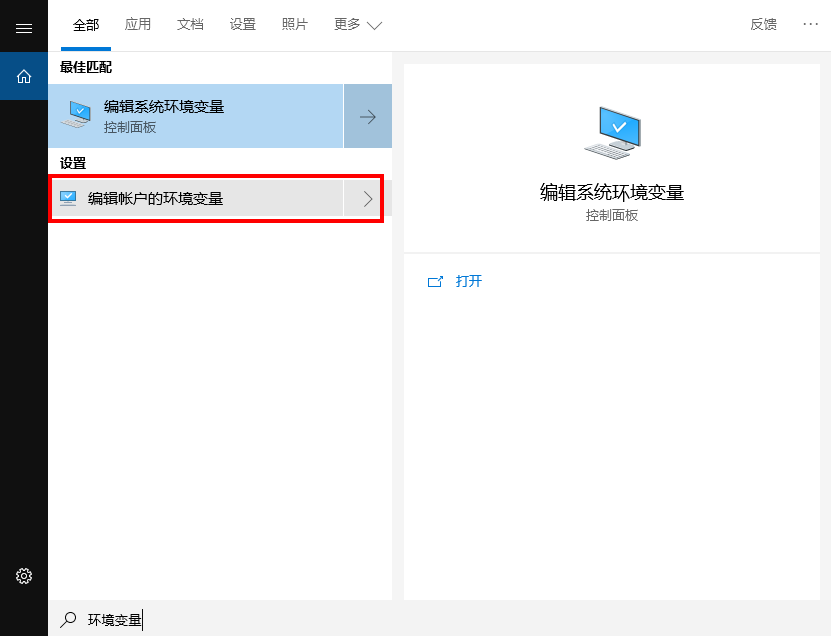 全部 应用 文档 设置 照片 更多 反馈 ···
最佳匹配
编辑系统环境变量
控制面板
设置
编辑帐户的环境变量
编辑系统环境变量
控制面板
打开
环境变量